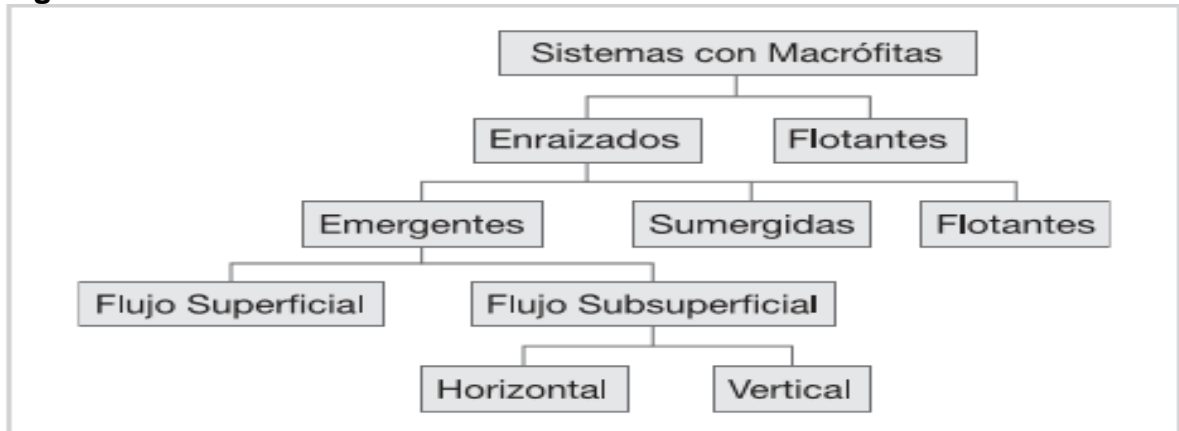 Sistemas con Macrófitas
Enraizados
Flotantes
Emergentes
Sumergidas
Flotantes
Flujo Superficial
Flujo Subsuperficial
Horizontal
Vertical